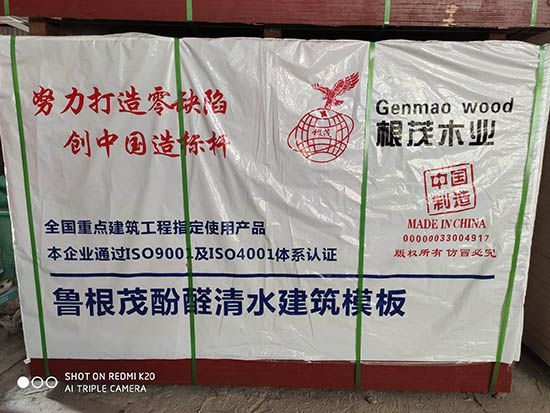 努力打造零缺陷
创中国造标杆
根茂
Genmao wood
根茂木业
中国
制造
MADE IN CHINA
00000033004917
版权所有 仿冒必究
全国重点建筑工程指定使用产品
本企业通过ISO9001及ISO4001体系认证
鲁根茂酚醛清水建筑模板
SHOT ON REDMI K20
AI TRIPLE CAMERA